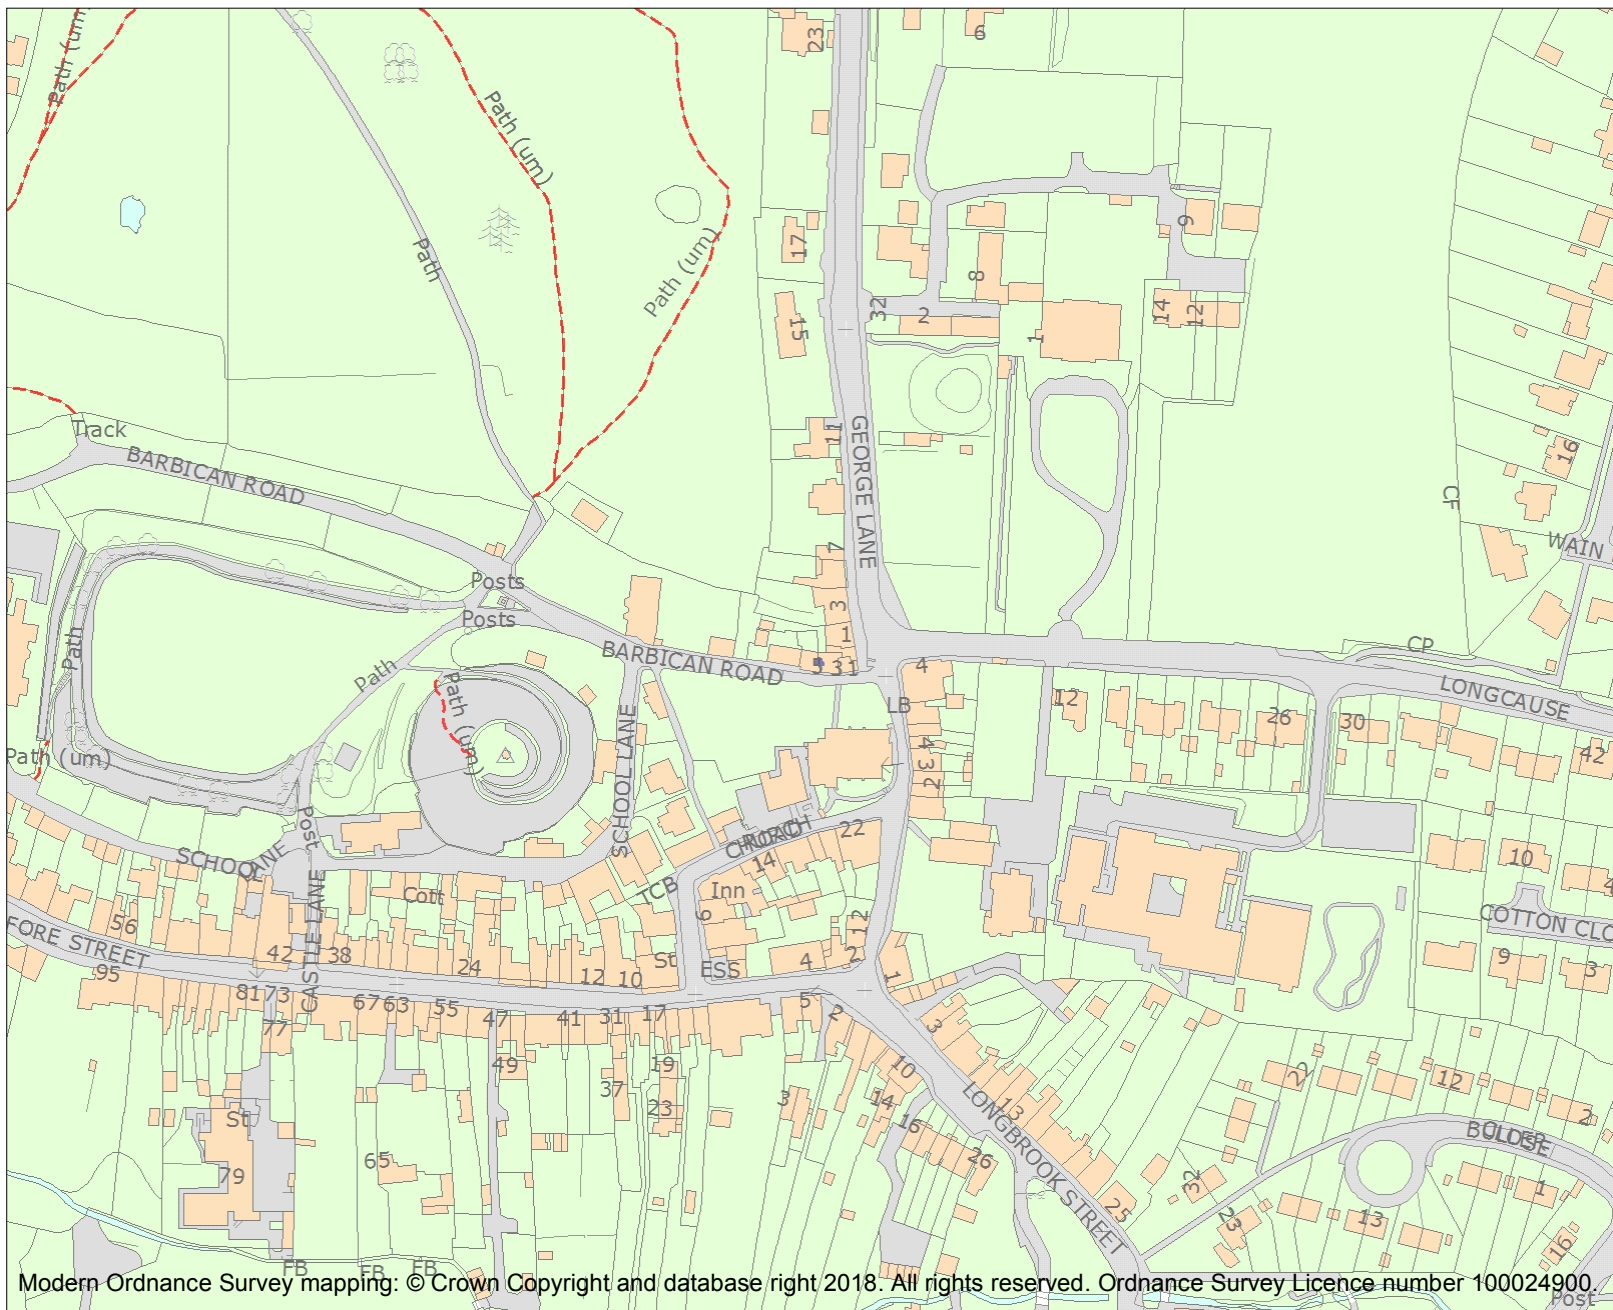 Path (um)
23
6
Path (um)
Path
Path (um)
17
15
32
2
8
9
14
12
1
Track
BARBICAN ROAD
11
GEORGE LANE
7
3
1
16
CF
WAIN
Posts
Posts
Path
Path
Path (um)
Path (um)
BARBICAN ROAD
5
3
1
4
LB
CP
LONGCAUSE
12
26
30
42
4
3
2
SCHOOL LANE
Post
SCHOOL
LANE
CHURCH
ROAD
22
14
TCB
Inn
Cott
10
4
COTTON CLO
9
3
56
FORE STREET
95
42
38
CASTLE LANE
24
12
10
St
ESS
9
4
2
12
1
81
73
77
67
63
55
47
41
31
17
5
2
3
49
37
19
23
3
10
14
16
26
13
LONGBROOK STREET
25
22
12
2
BULLER
CLOSE
1
13
16
32
23
St
79
65
FB
FB
FB
Post
Modern Ordnance Survey mapping: © Crown Copyright and database right 2018. All rights reserved. Ordnance Survey Licence number 100024900.